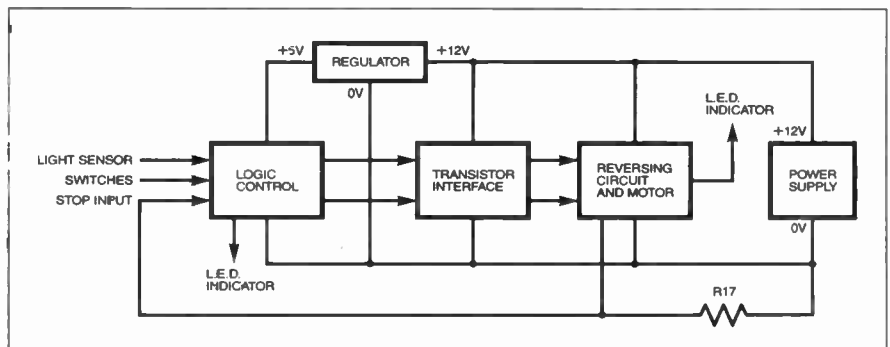 +5V
REGULATOR
+12V
0V
L.E.D.
INDICATOR
+12V
LIGHT SENSOR
SWITCHES
STOP INPUT
LOGIC
CONTROL
TRANSISTOR
INTERFACE
REVERSING
CIRCUIT
AND MOTOR
POWER
SUPPLY
0V
L.E.D.
INDICATOR
R17